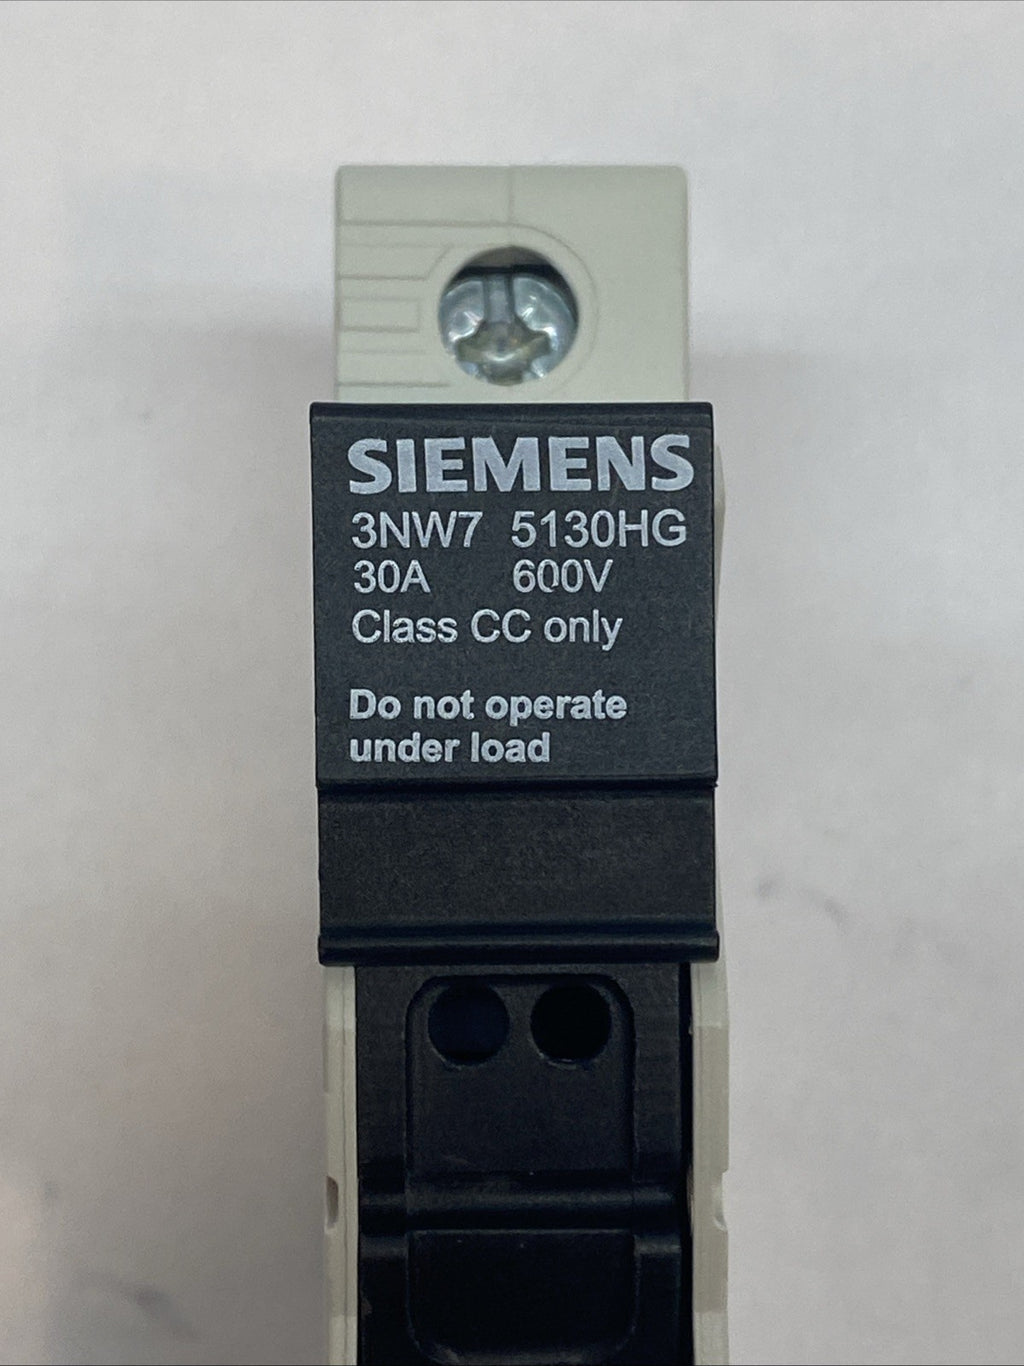 SIEMENS
3NW7 5130HG
30A 600V
Class CC only
Do not operate
under load